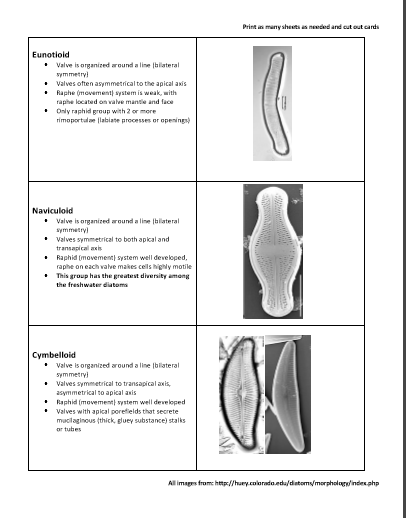 Print as many sheets as needed and cut out cards
Eunotioid
• Valve is organized around a line (bilateral
symmetry)
• Valves often asymmetrical to the apical axis
• Raphe (movement) system is weak, with
raphe located on valve mantle and face
• Only raphid group with 2 or more
rimoportulae (labiate processes or openings)
Naviculoid
• Valve is organized around a line (bilateral
symmetry)
• Valves symmetrical to both apical and
transapical axis
• Raphid (movement) system well developed,
raphe on each valve makes cells highly motile
• This group has the greatest diversity among
the freshwater diatoms
Cymbelloid
• Valve is organized around a line (bilateral
symmetry)
• Valves symmetrical to transapical axis,
asymmetrical to apical axis
• Raphid (movement) system well developed
• Valves with apical porefields that secrete
mucilaginous (thick, gluey substance) stalks
or tubes
All images from: http://huey.colorado.edu/diatoms/morphology/index.php